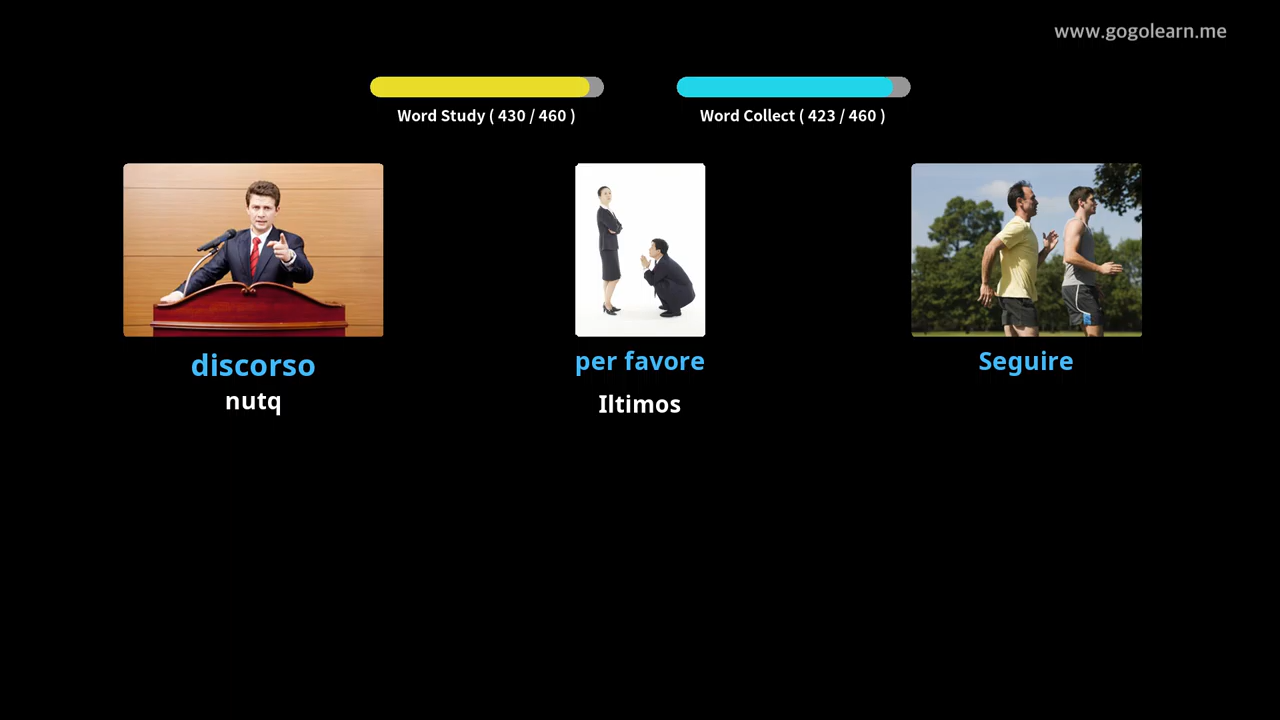 www.gogolearn.me
Word Study ( 430 / 460 )
Word Collect ( 423 / 460 )
discorso
nutq
per favore
Iltimos
Seguire